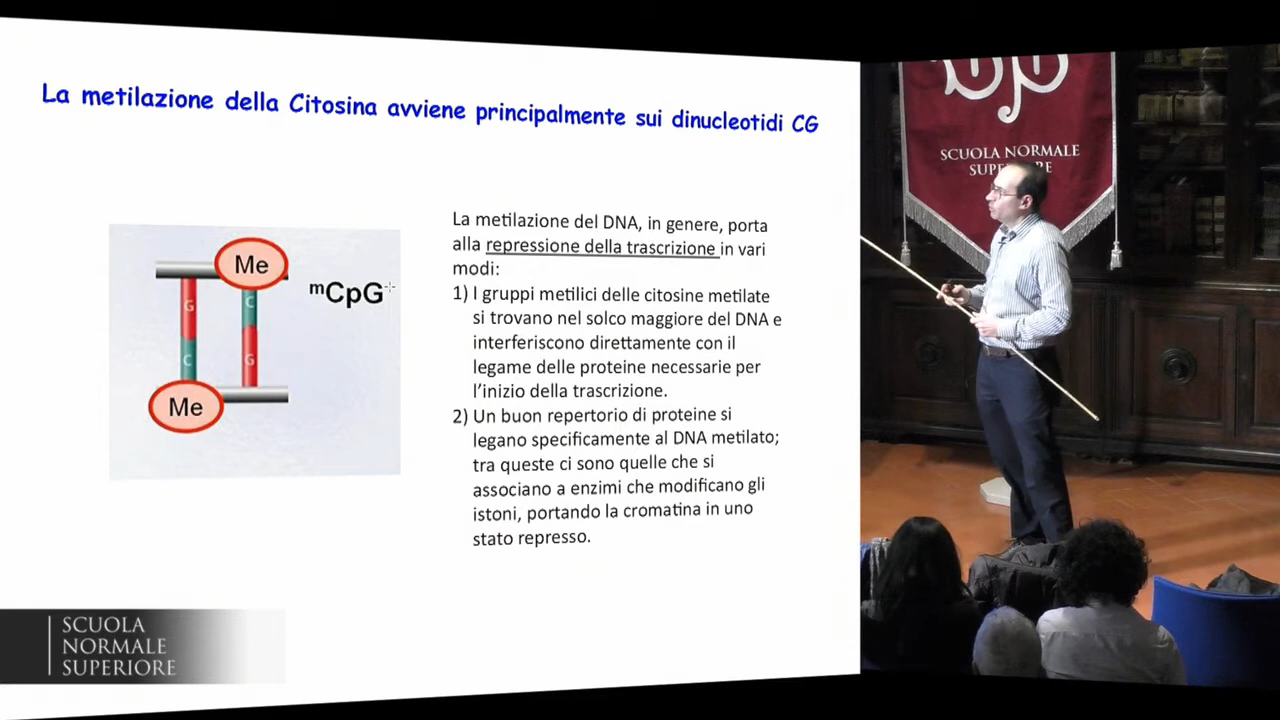 La metilazione della Citosina avviene principalmente sui dinucleotidi CG
Me
mCpG
G
C
C
G
Me
La metilazione del DNA, in genere, porta
alla repressione della trascrizione in vari
modi:
1) I gruppi metilici delle citosine metilate
si trovano nel solco maggiore del DNA e
interferiscono direttamente con il
legame delle proteine necessarie per
l’inizio della trascrizione.
2) Un buon repertorio di proteine si
legano specificamente al DNA metilato;
tra queste ci sono quelle che si
associano a enzimi che modificano gli
istoni, portando la cromatina in uno
stato represso.
SCUOLA
NORMALE
SUPERIORE
SCUOLA NORMALE